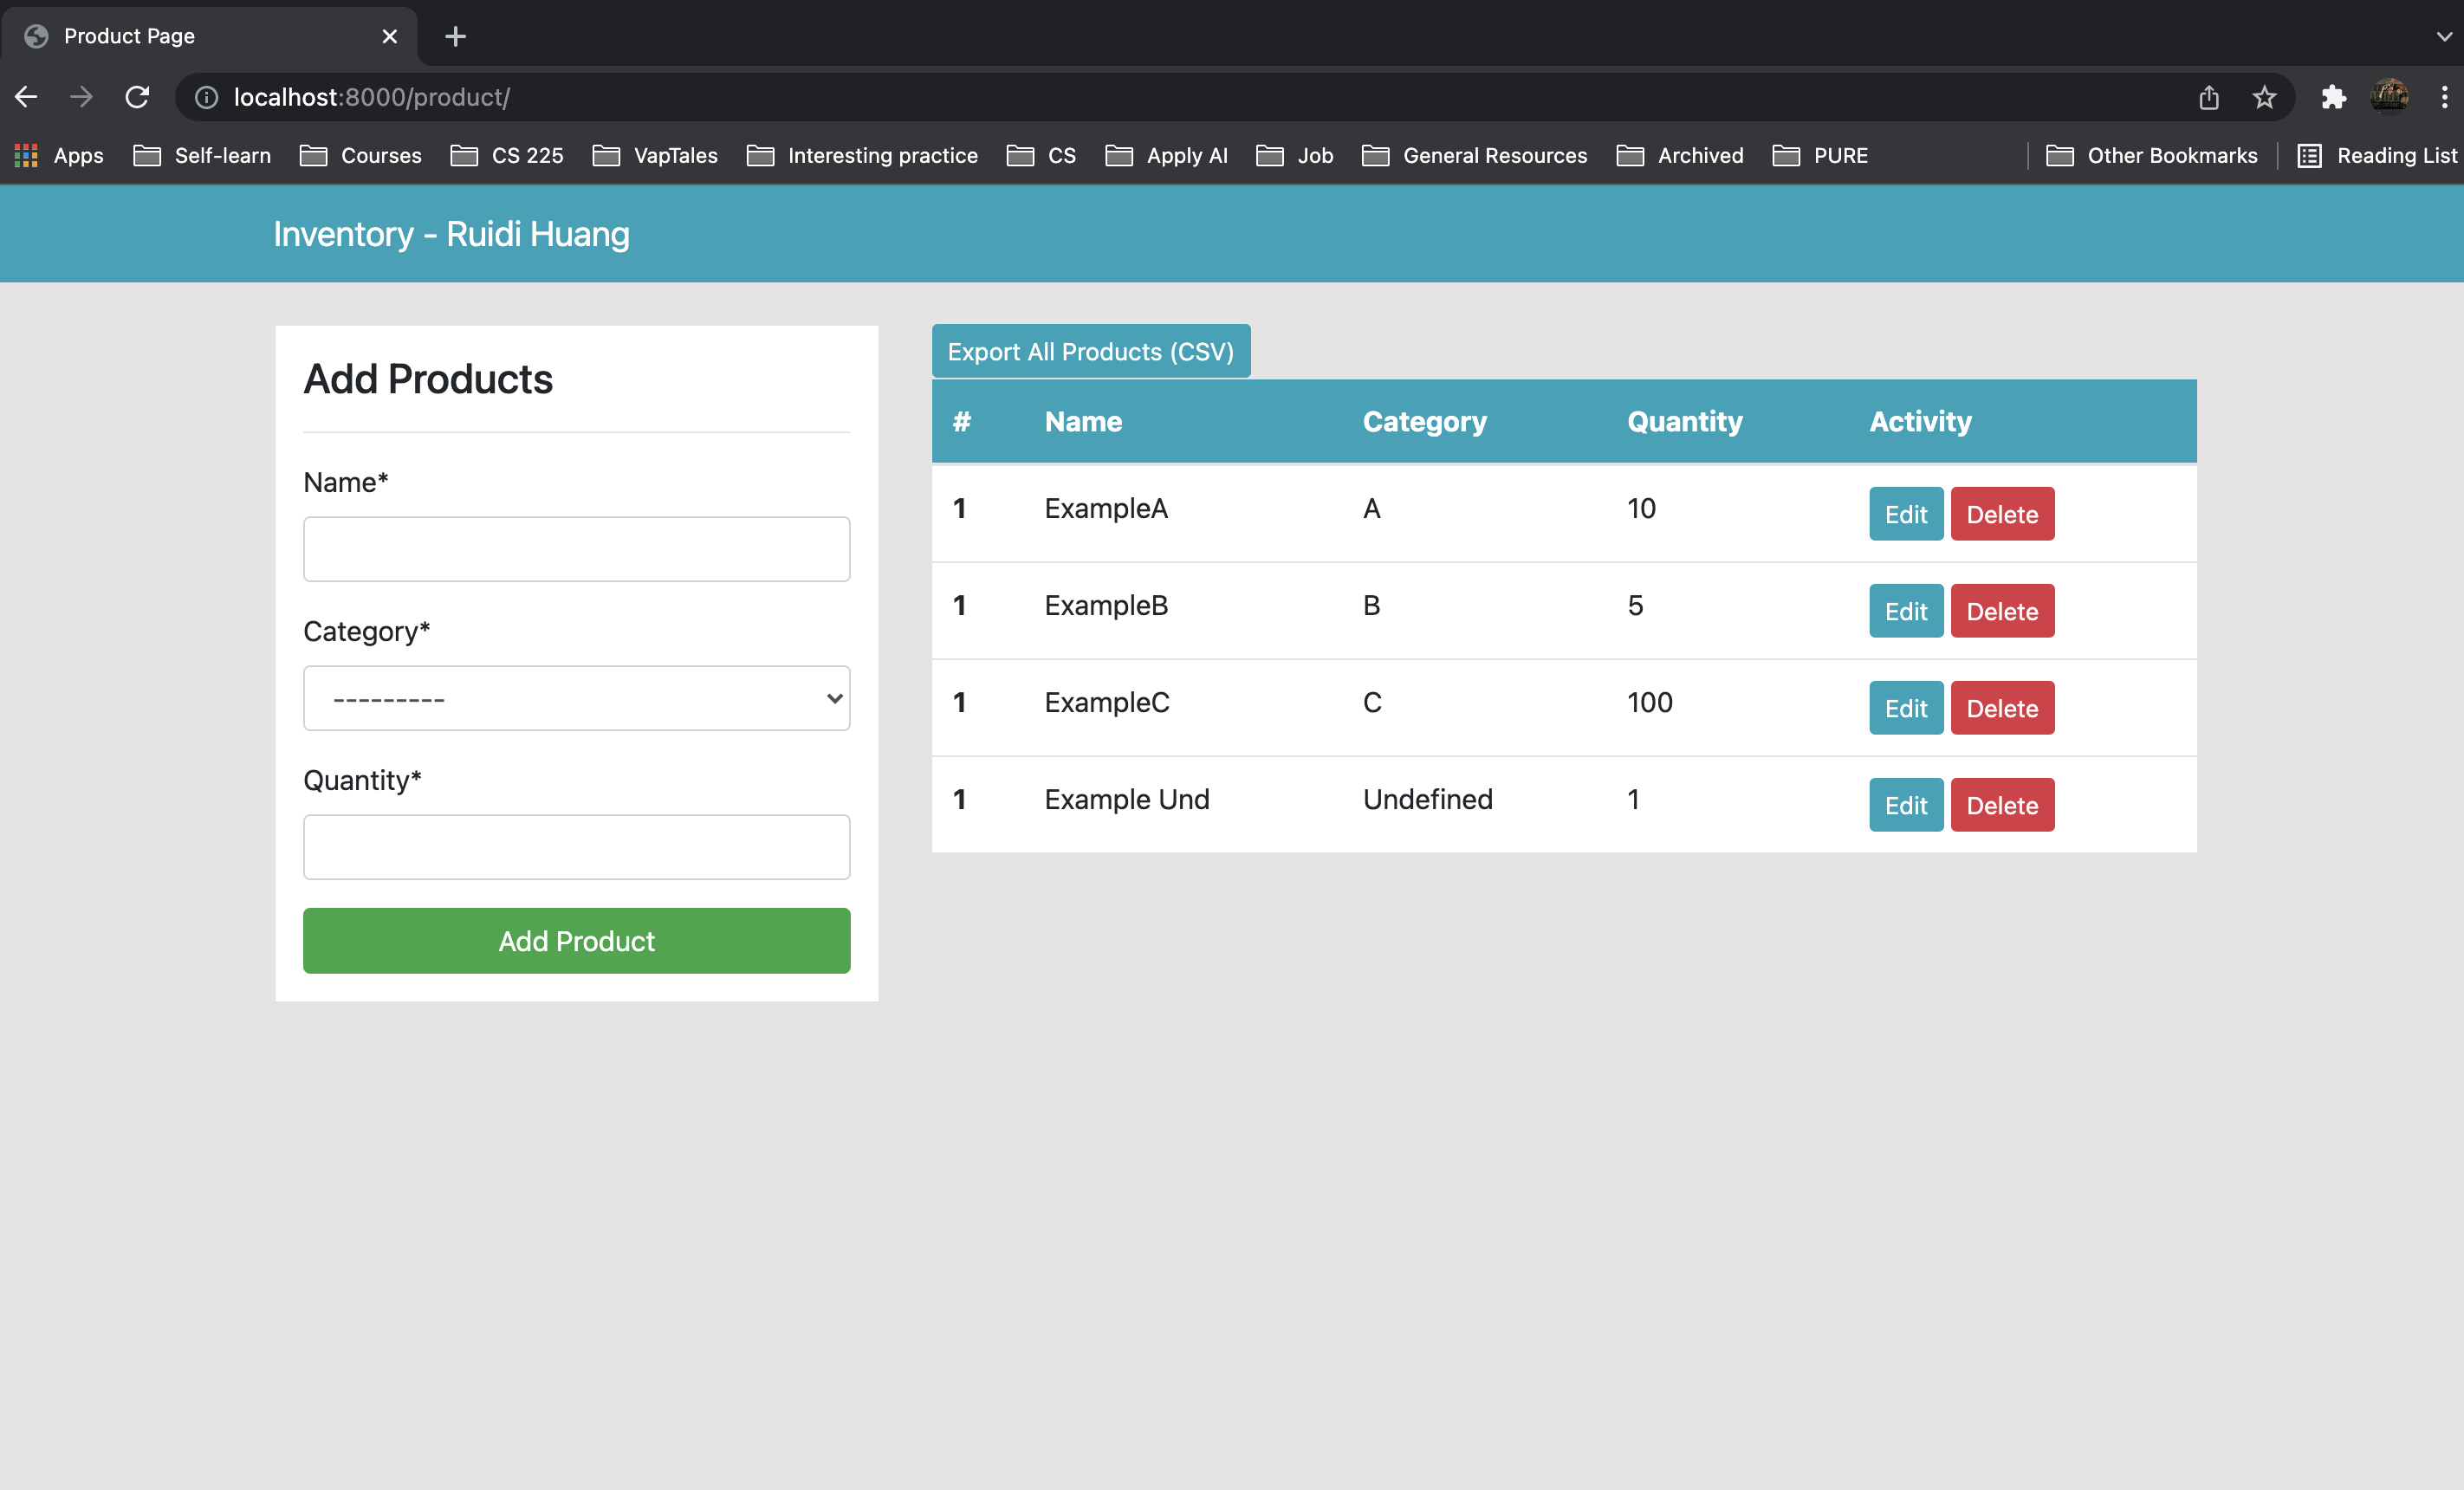 Product Page
localhost:8000/product/
Apps Self-learn Courses CS 225 VapTales Interesting practice CS Apply AI Job General Resources Archived PURE Other Bookmarks Reading List
Inventory - Ruidi Huang
Add Products
Name*
Category*
---------
Quantity*
Add Product
Export All Products (CSV)
# Name Category Quantity Activity
1 ExampleA A 10 Edit Delete
1 ExampleB B 5 Edit Delete
1 ExampleC C 100 Edit Delete
1 Example Und Undefined 1 Edit Delete